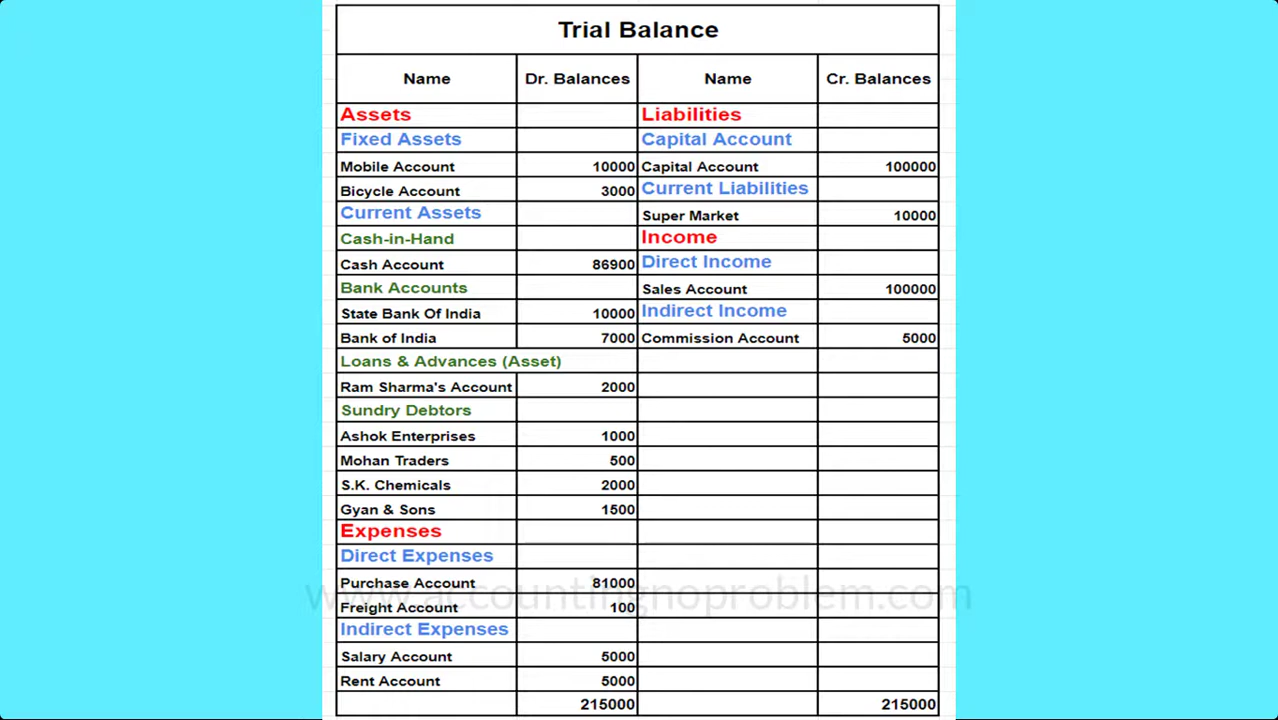 Trial Balance
Name Dr. Balances Name Cr. Balances
Assets Liabilities
Fixed Assets Capital Account
Mobile Account 10000 Capital Account 100000
Bicycle Account 3000 Current Liabilities
Current Assets Super Market 10000
Cash-in-Hand Income
Cash Account 86900 Direct Income
Bank Accounts Sales Account 100000
State Bank Of India 10000 Indirect Income
Bank of India 7000 Commission Account 5000
Loans & Advances (Asset)
Ram Sharma's Account 2000
Sundry Debtors
Ashok Enterprises 1000
Mohan Traders 500
S.K. Chemicals 2000
Gyan & Sons 1500
Expenses
Direct Expenses
Purchase Account 81000
www.accountingnoproblem.com
Freight Account 100
Indirect Expenses
Salary Account 5000
Rent Account 5000
215000 215000